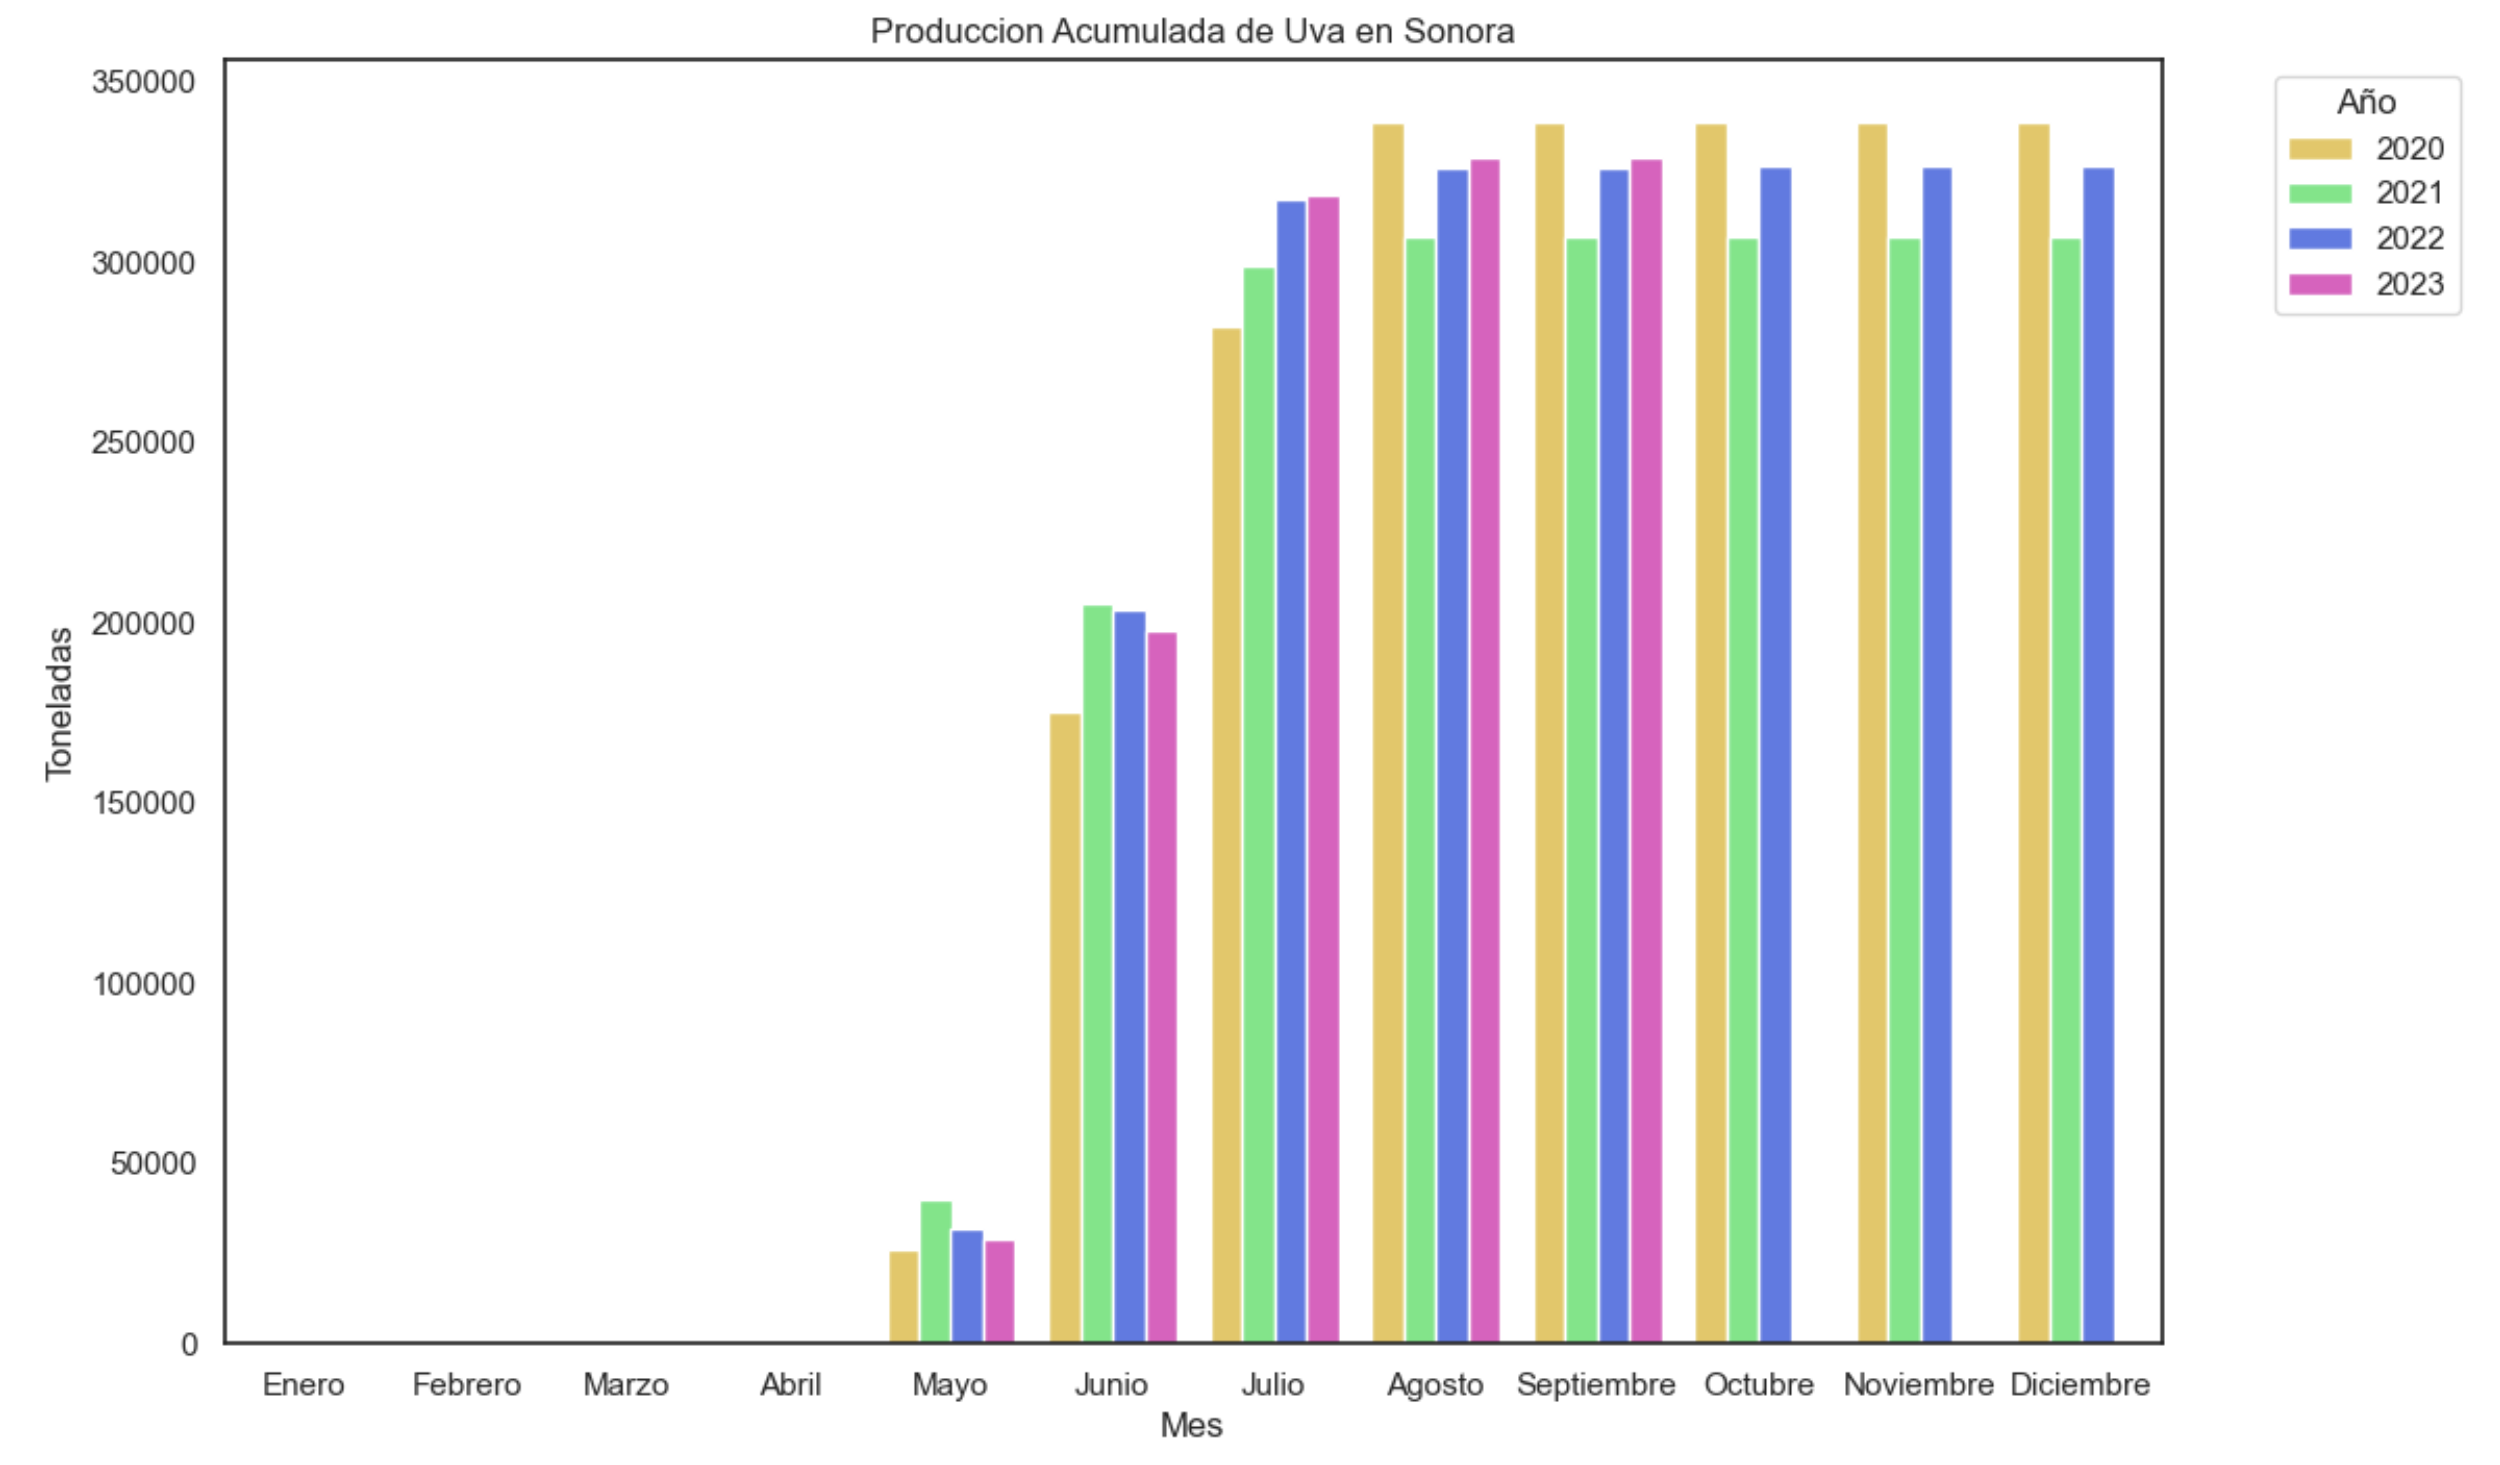 Produccion Acumulada de Uva en Sonora
350000
300000
250000
200000
150000
100000
50000
0
Toneladas
Enero Febrero Marzo Abril Mayo Junio Julio Agosto Septiembre Octubre Noviembre Diciembre
Mes
Año
2020
2021
2022
2023